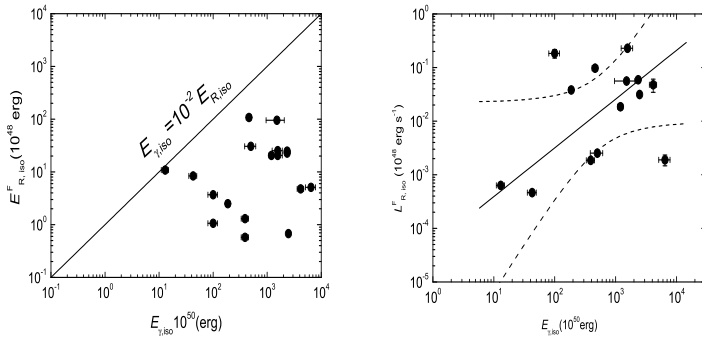 10^4
10^3
10^2
10^1
10^0
10^-1
E^F_R, iso (10^48 erg)
E_γ,iso=10^-2 E_R,iso
10^-1 10^0 10^1 10^2 10^3 10^4
E_γ,iso 10^50(erg)
10^0
10^-1
10^-2
10^-3
10^-4
10^-5
L^F_R, iso (10^48 erg s^-1)
10^0 10^1 10^2 10^3 10^4
E_γ,iso(10^50 erg)